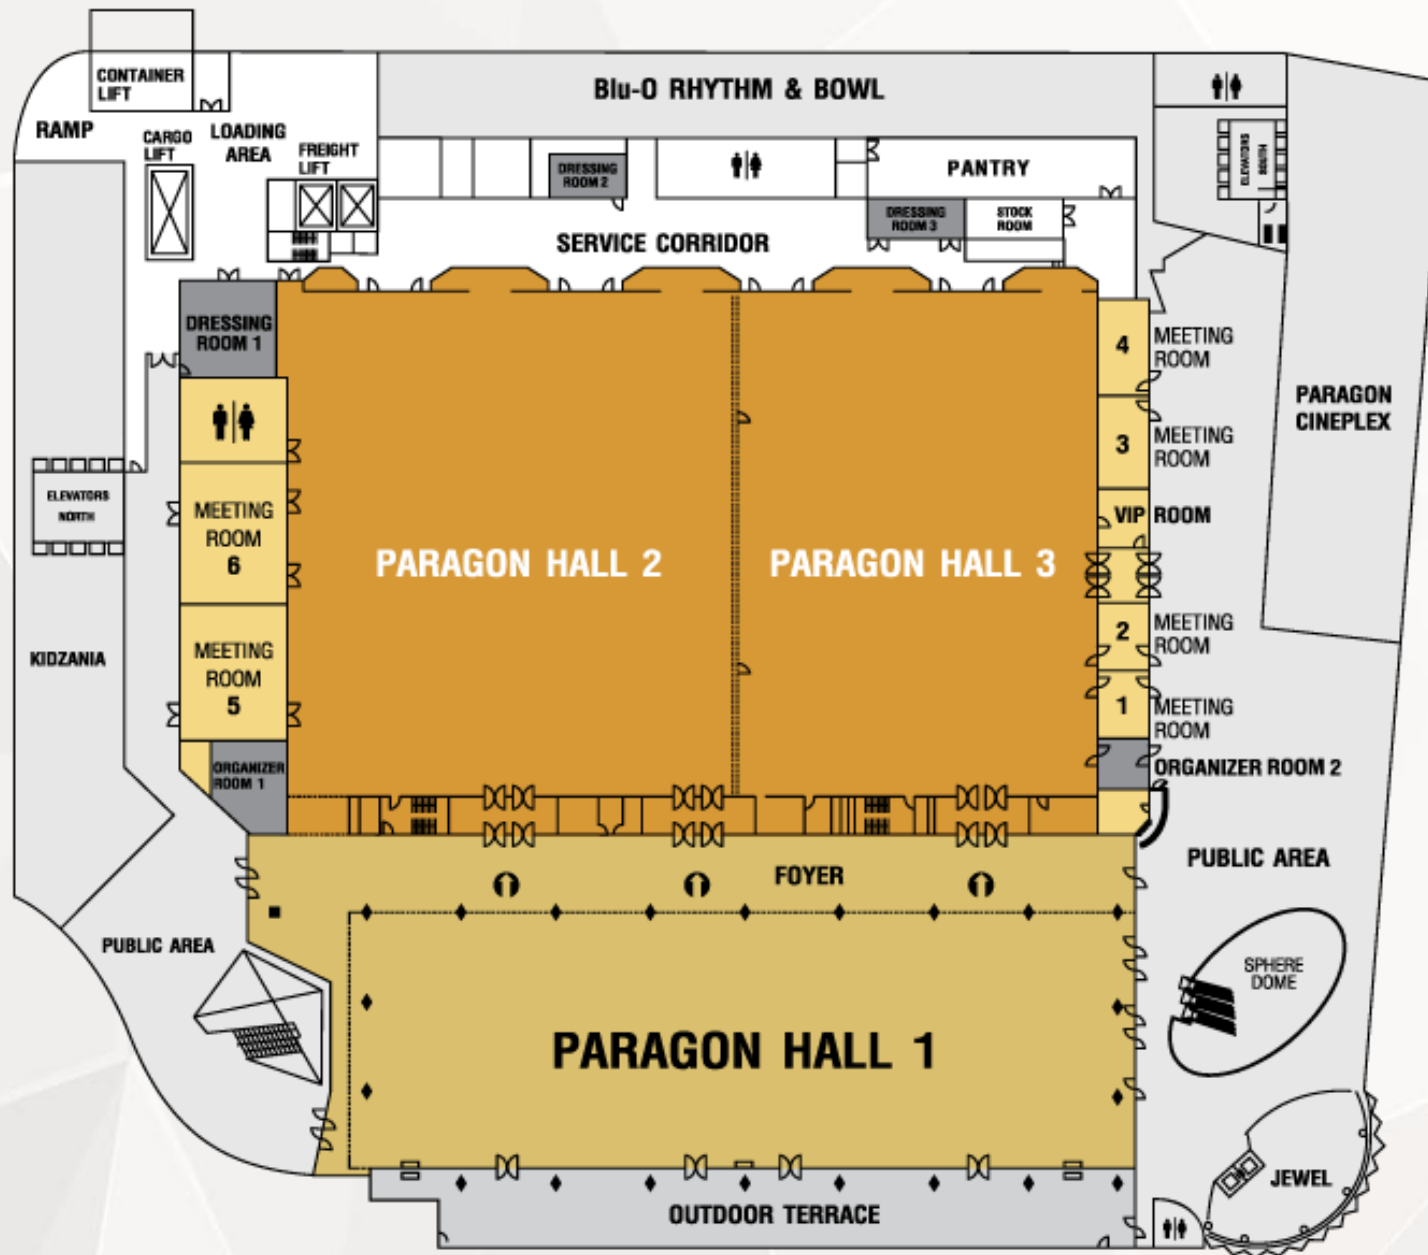 CONTAINER
LIFT
Blu-O RHYTHM & BOWL
RAMP
CARGO
LIFT
LOADING
AREA
FREIGHT
LIFT
DRESSING
ROOM 2
PANTRY
ELEVATORS
SOUTH
DRESSING
ROOM 3
STOCK
ROOM
SERVICE CORRIDOR
DRESSING
ROOM 1
4
MEETING
ROOM
3
MEETING
ROOM
PARAGON
CINEPLEX
ELEVATORS
NORTH
MEETING
ROOM
6
VIP ROOM
PARAGON HALL 2
PARAGON HALL 3
2
MEETING
ROOM
KIDZANIA
MEETING
ROOM
5
1
MEETING
ROOM
ORGANIZER
ROOM 1
ORGANIZER ROOM 2
FOYER
PUBLIC AREA
PUBLIC AREA
SPHERE
DOME
PARAGON HALL 1
JEWEL
OUTDOOR TERRACE